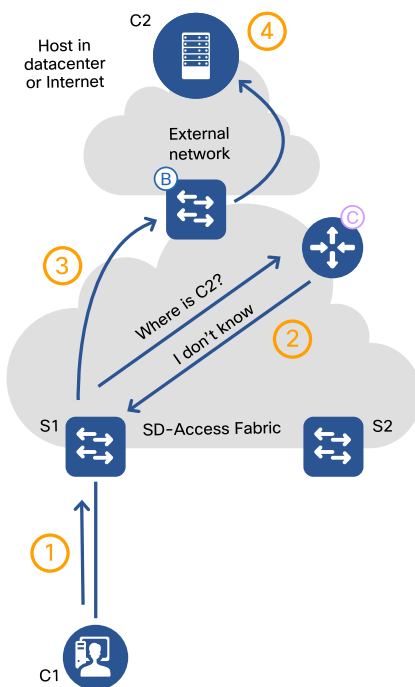 C2
4
Host in
datacenter
or Internet
External
network
B
C
3
Where is C2?
I don't know
2
S1
SD-Access Fabric
S2
1
C1